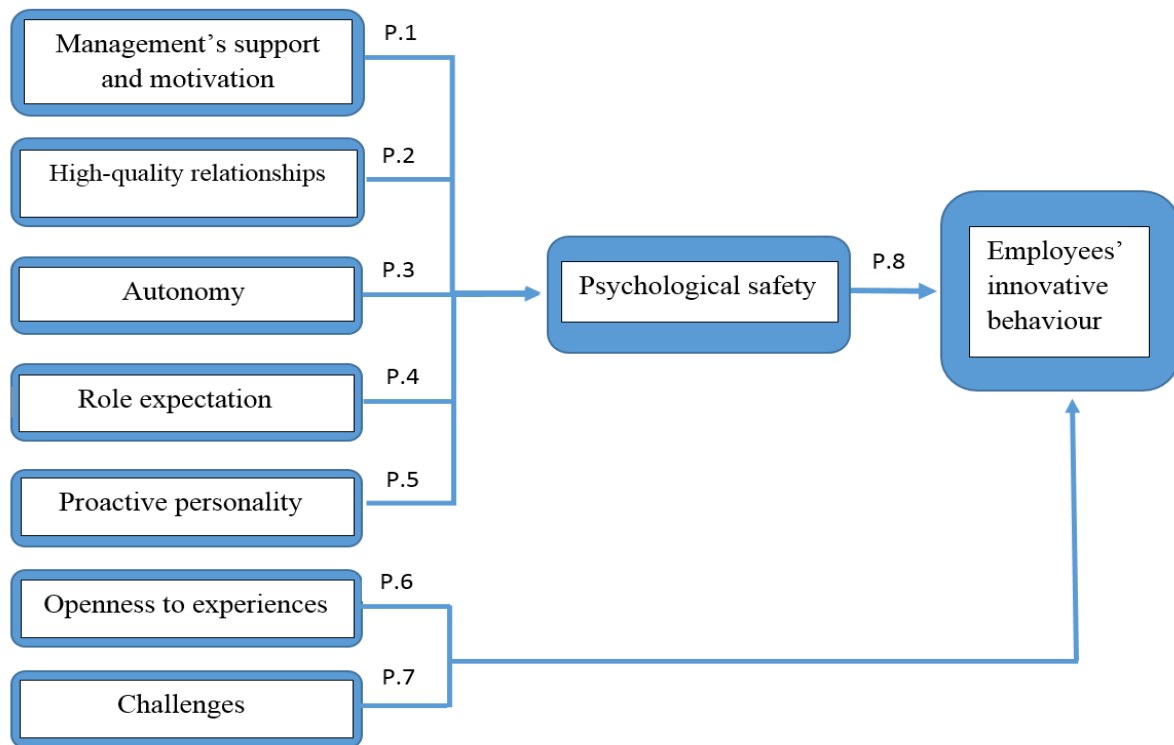 Management’s support
and motivation
P.1
High-quality relationships
P.2
Autonomy
P.3
Role expectation
P.4
Proactive personality
P.5
Openness to experiences
P.6
Challenges
P.7
Psychological safety
P.8
Employees’
innovative
behaviour